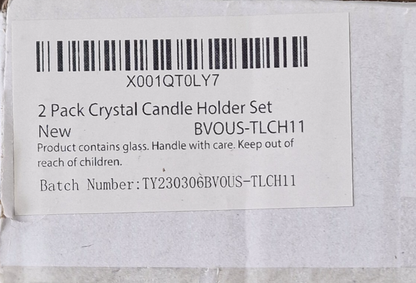 X001QT0LY7
2 Pack Crystal Candle Holder Set
New BVOUS-TLCH11
Product contains glass. Handle with care. Keep out of
reach of children.
Batch Number:TY230306BVOUS-TLCH11